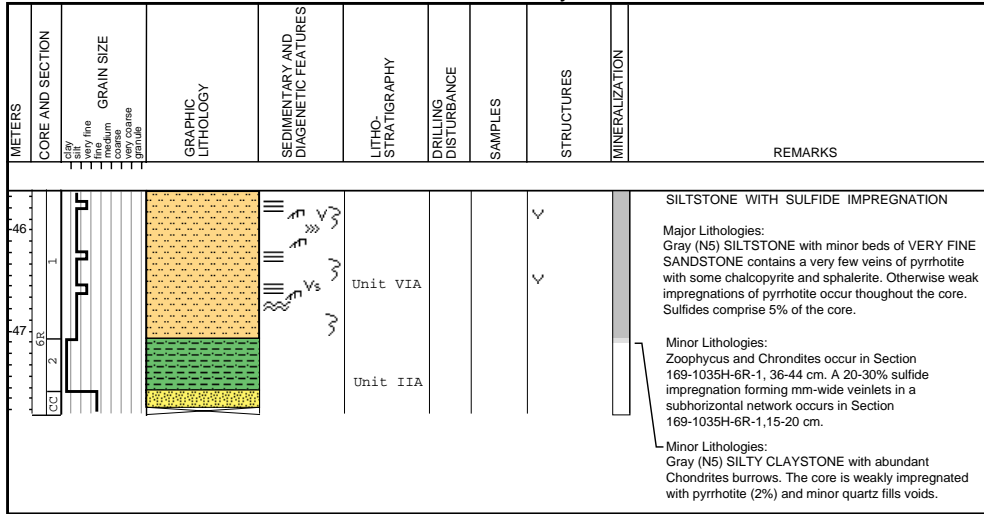 METERS
CORE AND SECTION
GRAIN SIZE
clay
silt
very fine
fine
medium
coarse
very coarse
granule
GRAPHIC
LITHOLOGY
SEDIMENTARY AND
DIAGENETIC FEATURES
LITHO-
STRATIGRAPHY
DRILLING
DISTURBANCE
SAMPLES
STRUCTURES
MINERALIZATION
REMARKS
46
47
6R
1
2
CC
V
Vs
Unit VIA
Unit IIA
SILTSTONE WITH SULFIDE IMPREGNATION
Major Lithologies:
Gray (N5) SILTSTONE with minor beds of VERY FINE
SANDSTONE contains a very few veins of pyrrhotite
with some chalcopyrite and sphalerite. Otherwise weak
impregnations of pyrrhotite occur thoughout the core.
Sulfides comprise 5% of the core.
Minor Lithologies:
Zoophycus and Chrondites occur in Section
169-1035H-6R-1, 36-44 cm. A 20-30% sulfide
impregnation forming mm-wide veinlets in a
subhorizontal network occurs in Section
169-1035H-6R-1,15-20 cm.
Minor Lithologies:
Gray (N5) SILTY CLAYSTONE with abundant
Chondrites burrows. The core is weakly impregnated
with pyrrhotite (2%) and minor quartz fills voids.